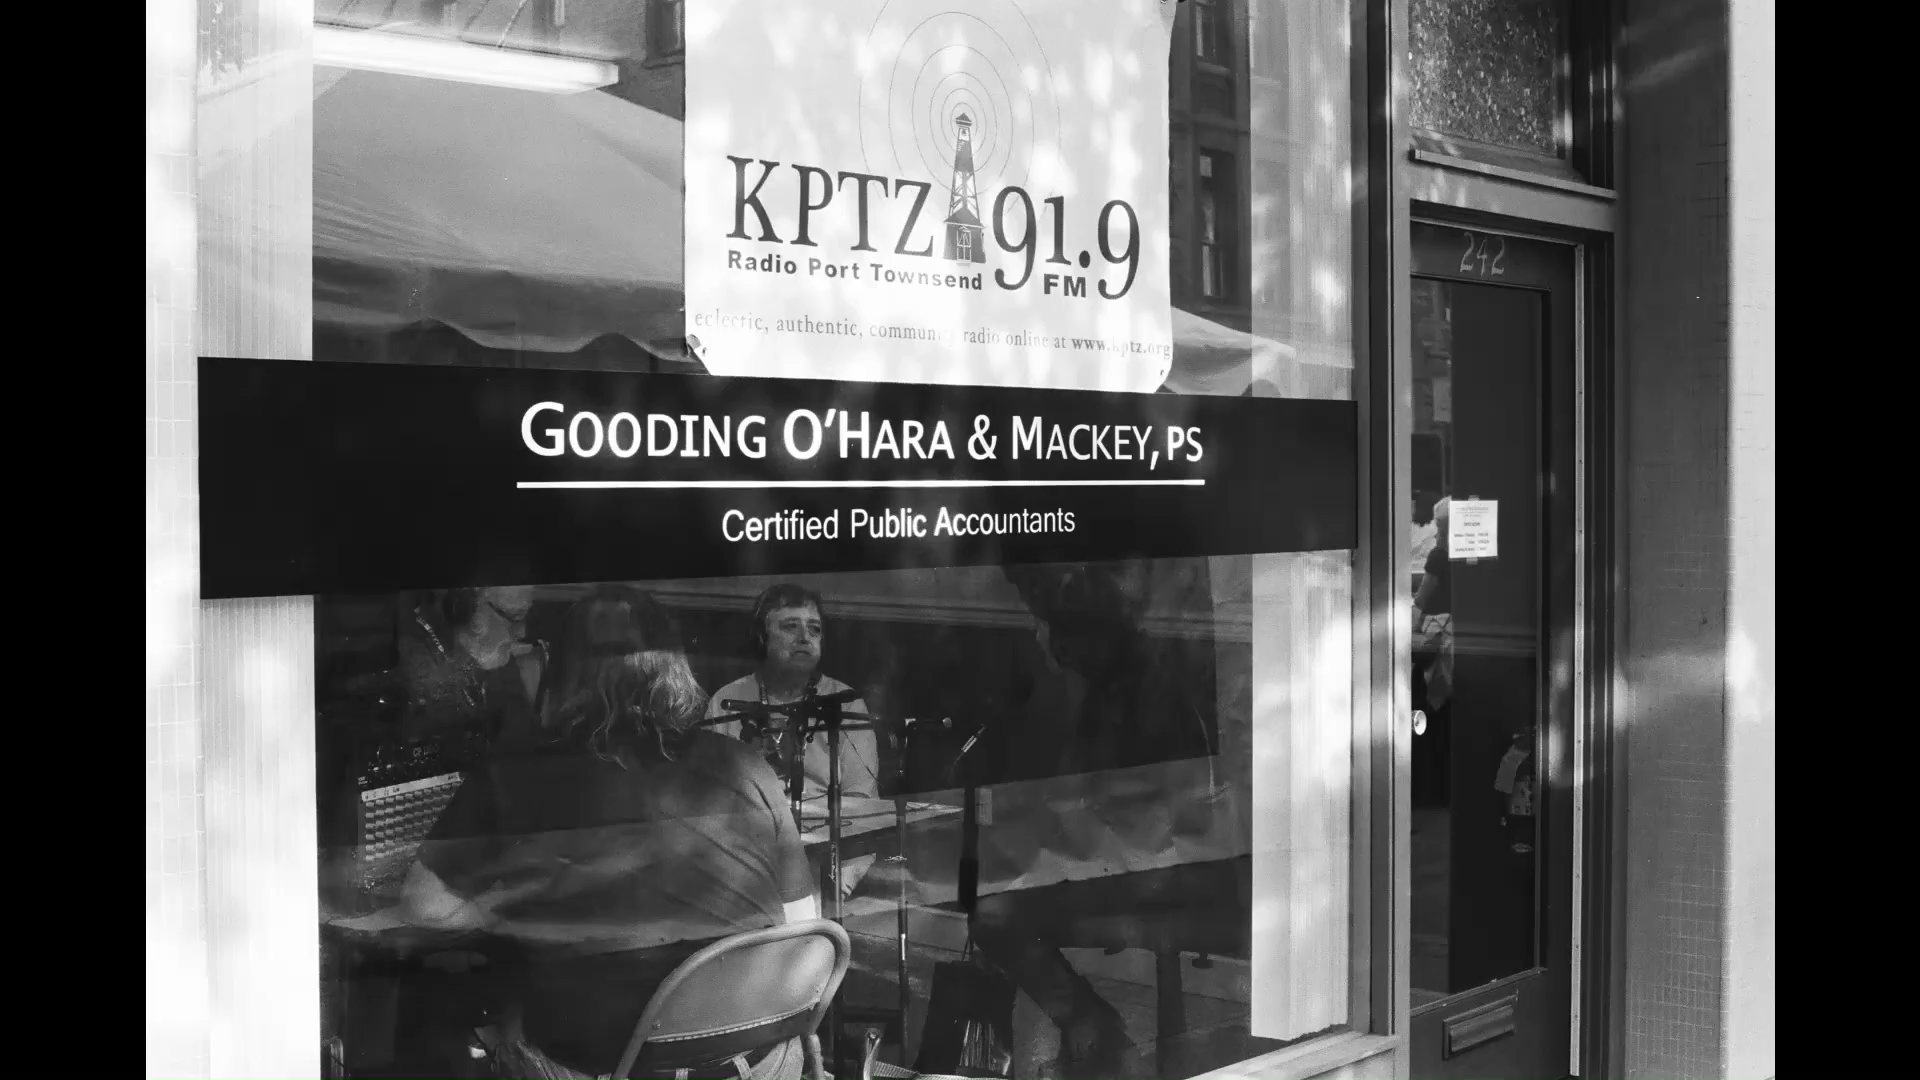 KPTZ 91.9
Radio Port Townsend FM
eclectic, authentic, community radio online at www.kptz.org
GOODING O'HARA & MACKEY, PS
Certified Public Accountants
242